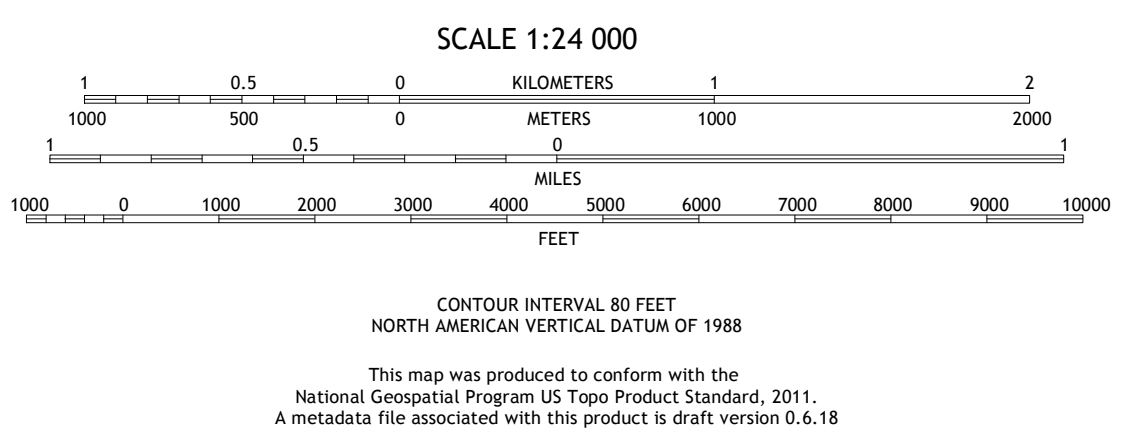 SCALE 1:24 000
1 0.5 0 KILOMETERS 1 2
1000 500 0 METERS 1000 2000
1 0.5 0 1
MILES
1000 0 1000 2000 3000 4000 5000 6000 7000 8000 9000 10000
FEET
CONTOUR INTERVAL 80 FEET
NORTH AMERICAN VERTICAL DATUM OF 1988
This map was produced to conform with the
National Geospatial Program US Topo Product Standard, 2011.
A metadata file associated with this product is draft version 0.6.18